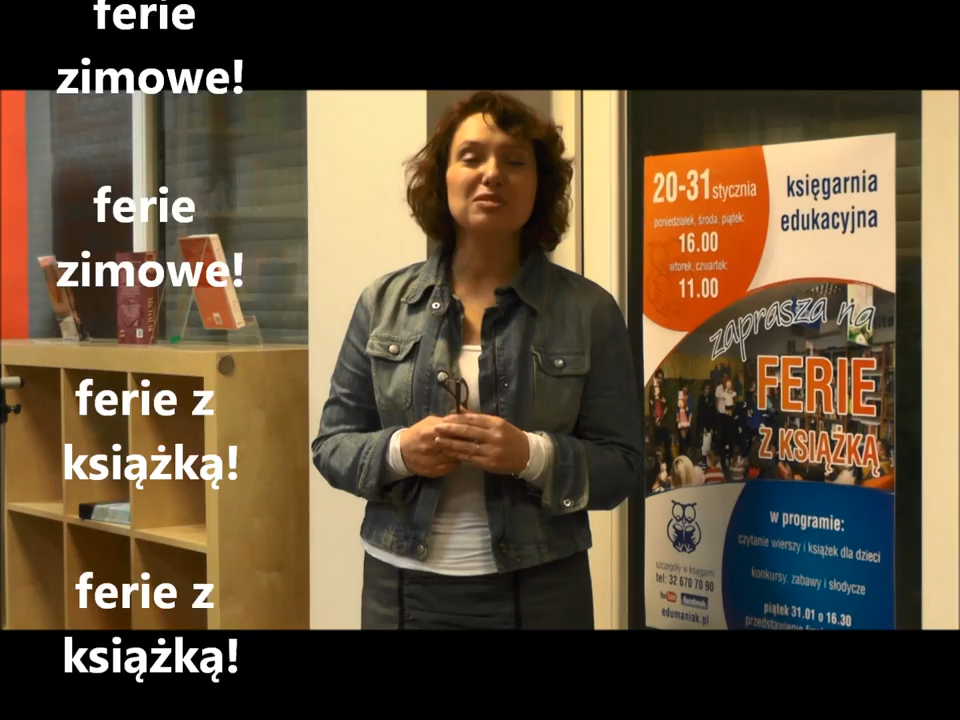 ferie
zimowe!
ferie
zimowe!
ferie z
książką!
ferie z
książką!
20-31 stycznia
poniedziałek, środa, piątek:
16.00
wtorek, czwartek:
11.00
księgarnia
edukacyjna
zaprasza na
FERIE
Z KSIĄŻKĄ
w programie:
czytanie wierszy i książek dla dzieci
konkursy, zabawy i słodycze
piątek 31.01 o 16.30
szczegóły w księgarni
tel: 32 670 70 90
YouTube facebook
edumaniak.pl